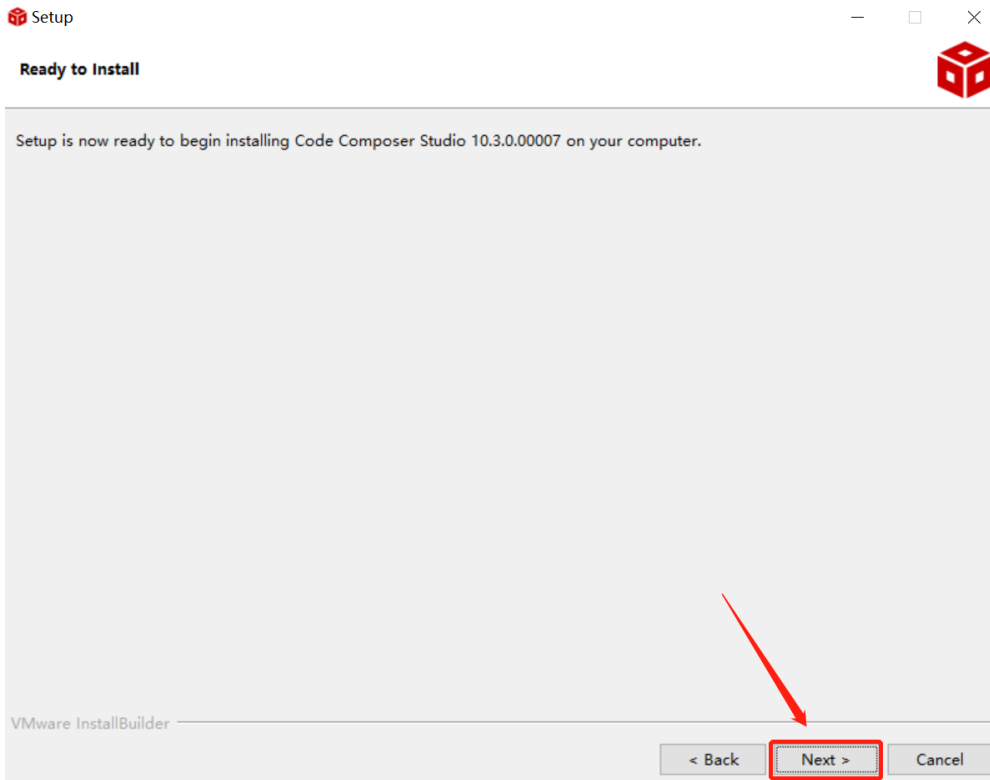 Setup
Ready to Install
Setup is now ready to begin installing Code Composer Studio 10.3.0.00007 on your computer.
VMware InstallBuilder
< Back Next > Cancel